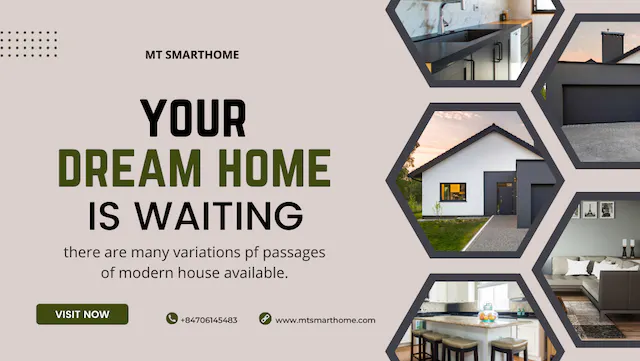 MT SMARTHOME
YOUR
DREAM HOME
IS WAITING
there are many variations pf passages
of modern house available.
VISIT NOW
+84706145483
www.mtsmarthome.com